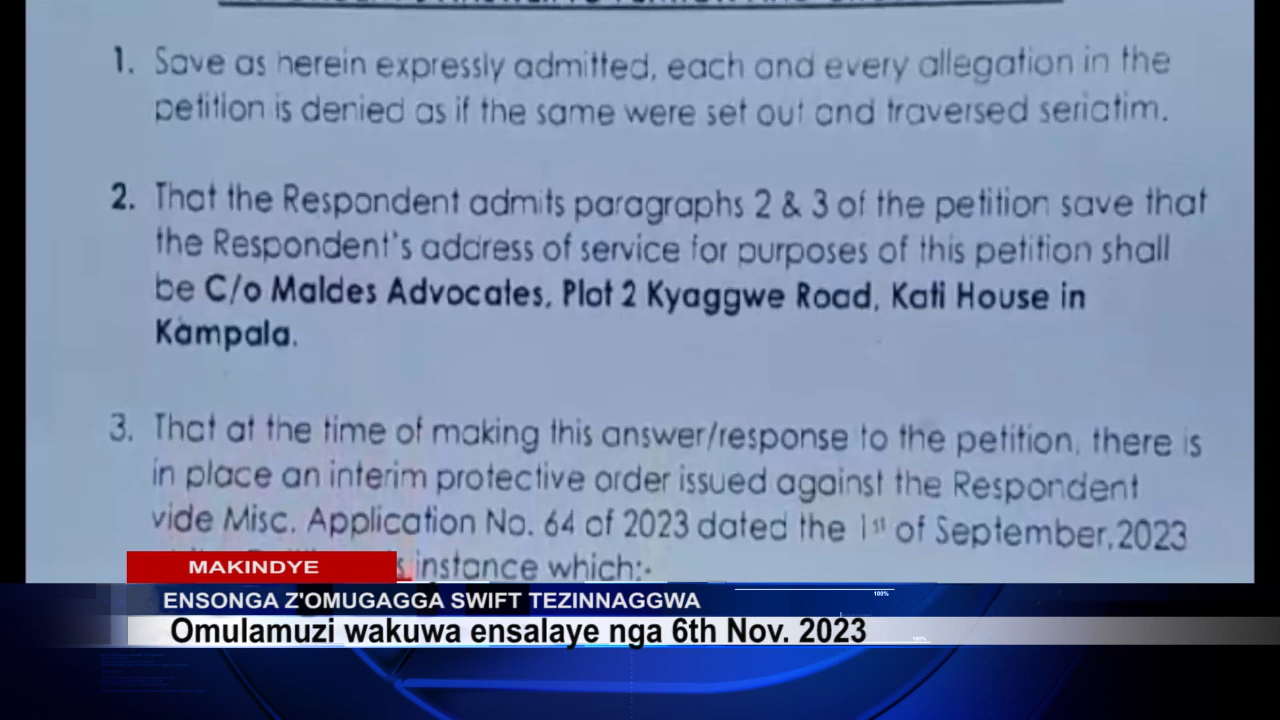 1. Save as herein expressly admitted, each and every allegation in the
petition is denied as if the same were set out and traversed seriatim.
2. That the Respondent admits paragraphs 2 & 3 of the petition save that
the Respondent's address of service for purposes of this petition shall
be C/o Maldes Advocates, Plot 2 Kyaggwe Road, Kati House in
Kampala.
3. That at the time of making this answer/response to the petition, there is
in place an interim protective order issued against the Respondent
vide Misc. Application No. 64 of 2023 dated the 1st of September, 2023
instance which:-
MAKINDYE
ENSONGA Z'OMUGAGGA SWIFT TEZINNAGGWA
100%
Omulamuzi wakuwa ensalaye nga 6th Nov. 2023
100%